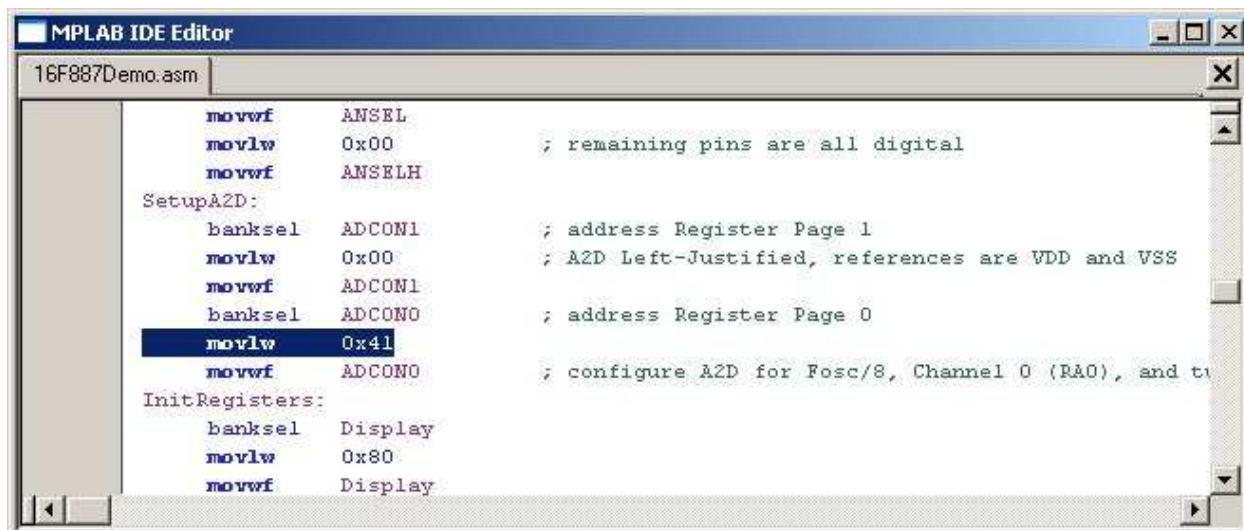 MPLAB IDE Editor
16F887Demo.asm
movwf ANSEL
movlw 0x00 ; remaining pins are all digital
movwf ANSELH
SetupA2D:
banksel ADCON1 ; address Register Page 1
movlw 0x00 ; A2D Left-Justified, references are VDD and VSS
movwf ADCON1
banksel ADCON0 ; address Register Page 0
movlw 0x41
movwf ADCON0 ; configure A2D for Fosc/8, Channel 0 (RA0), and
InitRegisters:
banksel Display
movlw 0x80
movwf Display